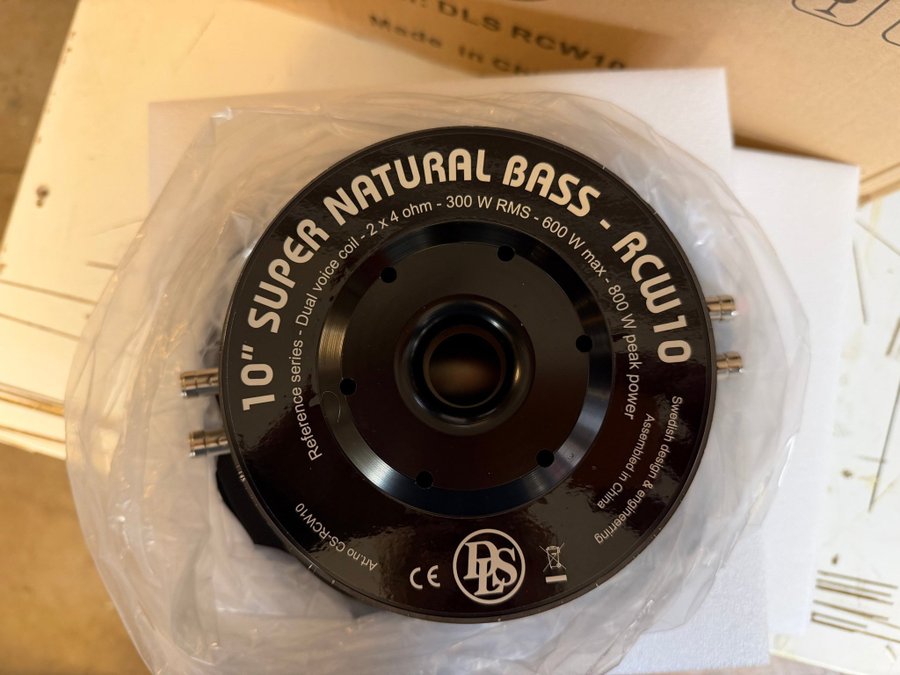 : DLS RCW10
Made in Ch
10" SUPER NATURAL BASS - RCW10
Reference series - Dual voice coil - 2 x 4 ohm - 300 W RMS - 600 W max - 800 W peak power
Swedish design & engineering
Assembled in China
Art.no CS-RCW10
CE DLS